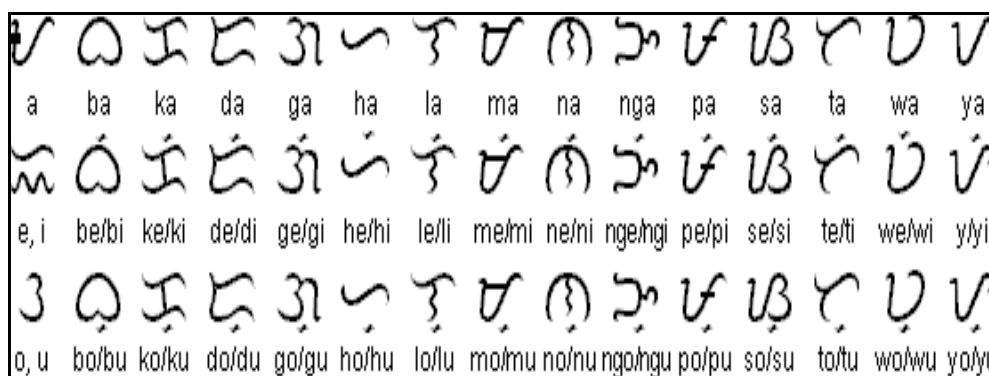 ᜀ ᜊ ᜃ ᜇ ᜄ ᜑ ᜎ ᜋ ᜈ ᜅ ᜉ ᜐ ᜆ ᜏ ᜌ
a ba ka da ga ha la ma na nga pa sa ta wa ya
ᜁ ᜊᜒ ᜃᜒ ᜇᜒ ᜄᜒ ᜑᜒ ᜎᜒ ᜋᜒ ᜈᜒ ᜅᜒ ᜉᜒ ᜐᜒ ᜆᜒ ᜏᜒ ᜌᜒ
e, i be/bi ke/ki de/di ge/gi he/hi le/li me/mi ne/ni nge/ngi pe/pi se/si te/ti we/wi y/yi
ᜂ ᜊᜓ ᜃᜓ ᜇᜓ ᜄᜓ ᜑᜓ ᜎᜓ ᜋᜓ ᜈᜓ ᜅᜓ ᜉᜓ ᜐᜓ ᜆᜓ ᜏᜓ ᜌᜓ
o, u bo/bu ko/ku do/du go/gu ho/hu lo/lu mo/mu no/nu ngo/ngu po/pu so/su to/tu wo/wu yo/yu